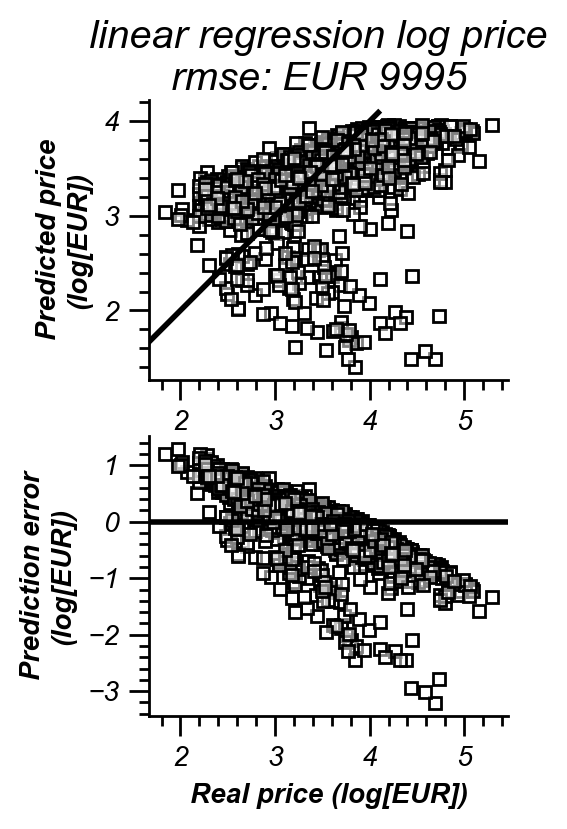 linear regression log price
rmse: EUR 9995
Predicted price
(log[EUR])
4
3
2
2 3 4 5
Prediction error
(log[EUR])
1
0
−1
−2
−3
2 3 4 5
Real price (log[EUR])